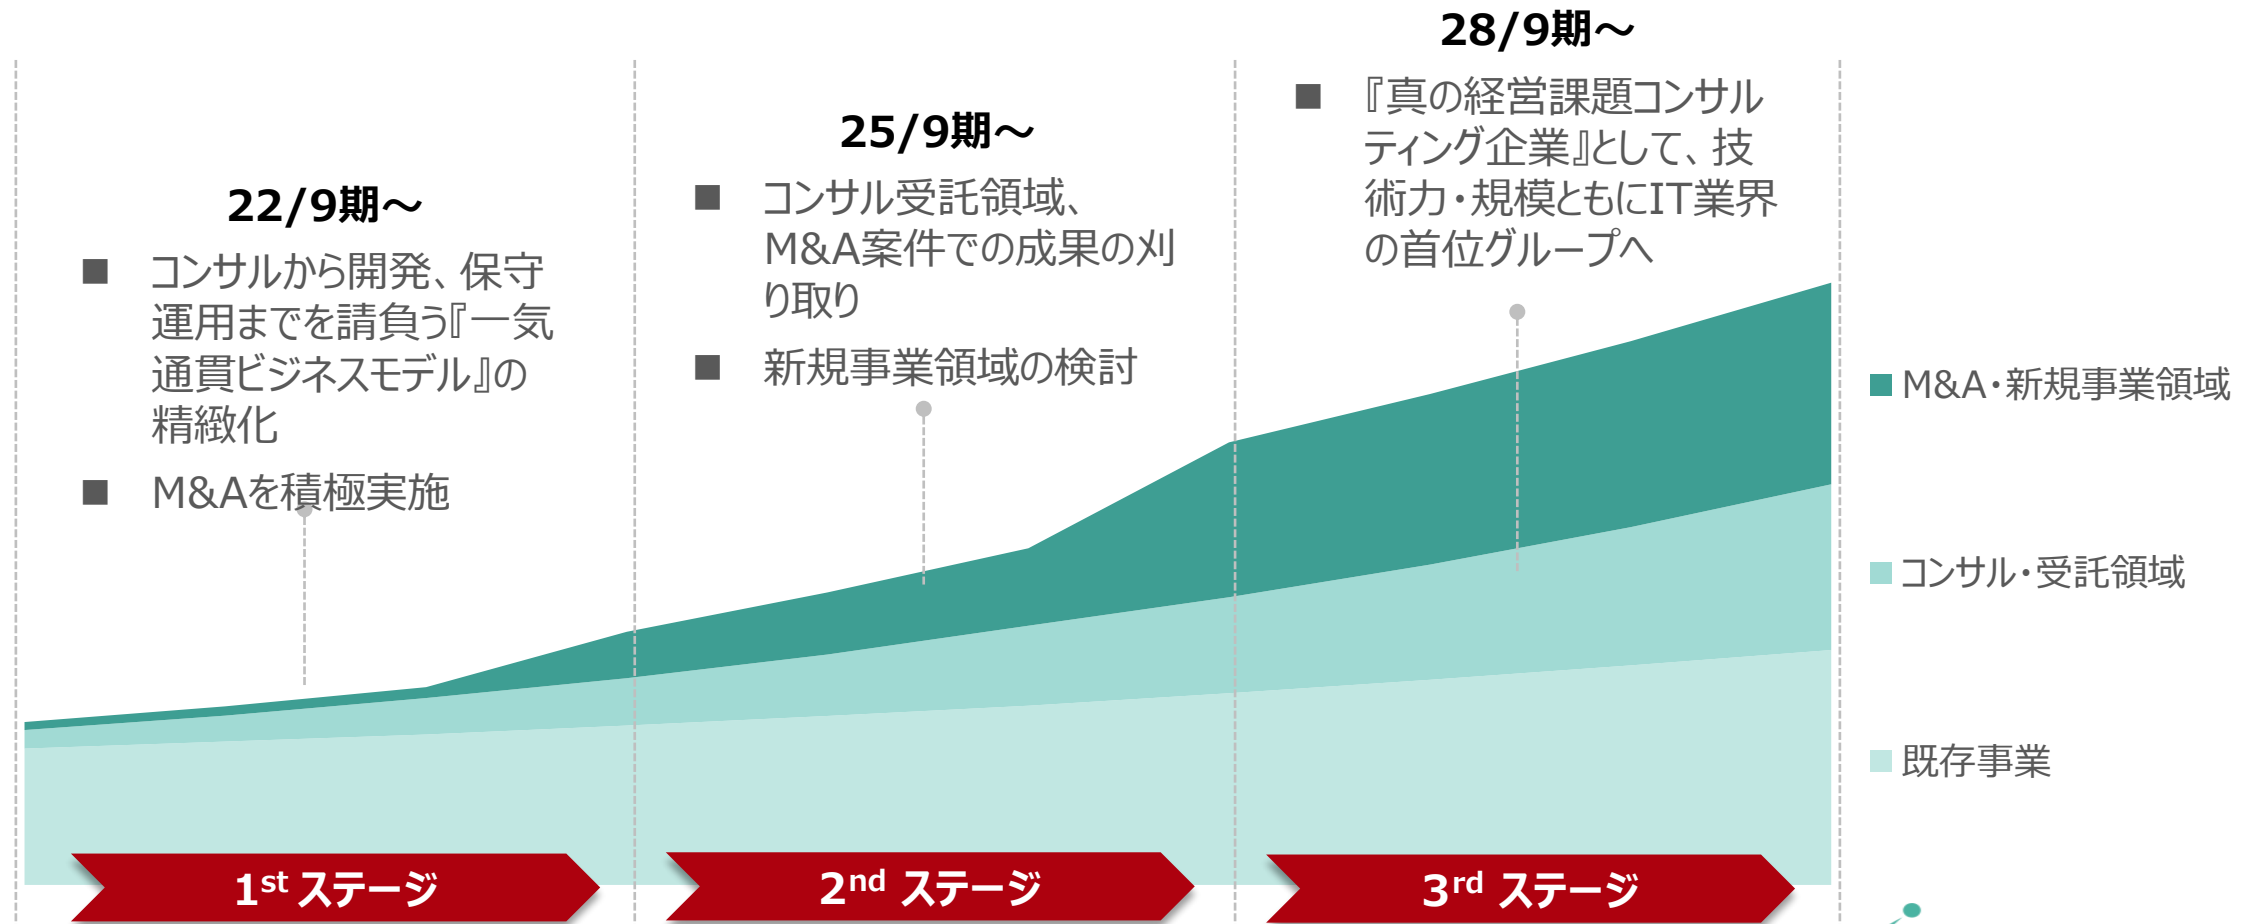 22/9期～
■ コンサルから開発、保守
運用までを請負う『一気
通貫ビジネスモデル』の
精緻化
■ M&Aを積極実施
25/9期～
■ コンサル受託領域、
M&A案件での成果の刈
り取り
■ 新規事業領域の検討
28/9期～
■ 『真の経営課題コンサル
ティング企業』として、技
術力・規模ともにIT業界
の首位グループへ
M&A・新規事業領域
コンサル・受託領域
既存事業
1st ステージ
2nd ステージ
3rd ステージ